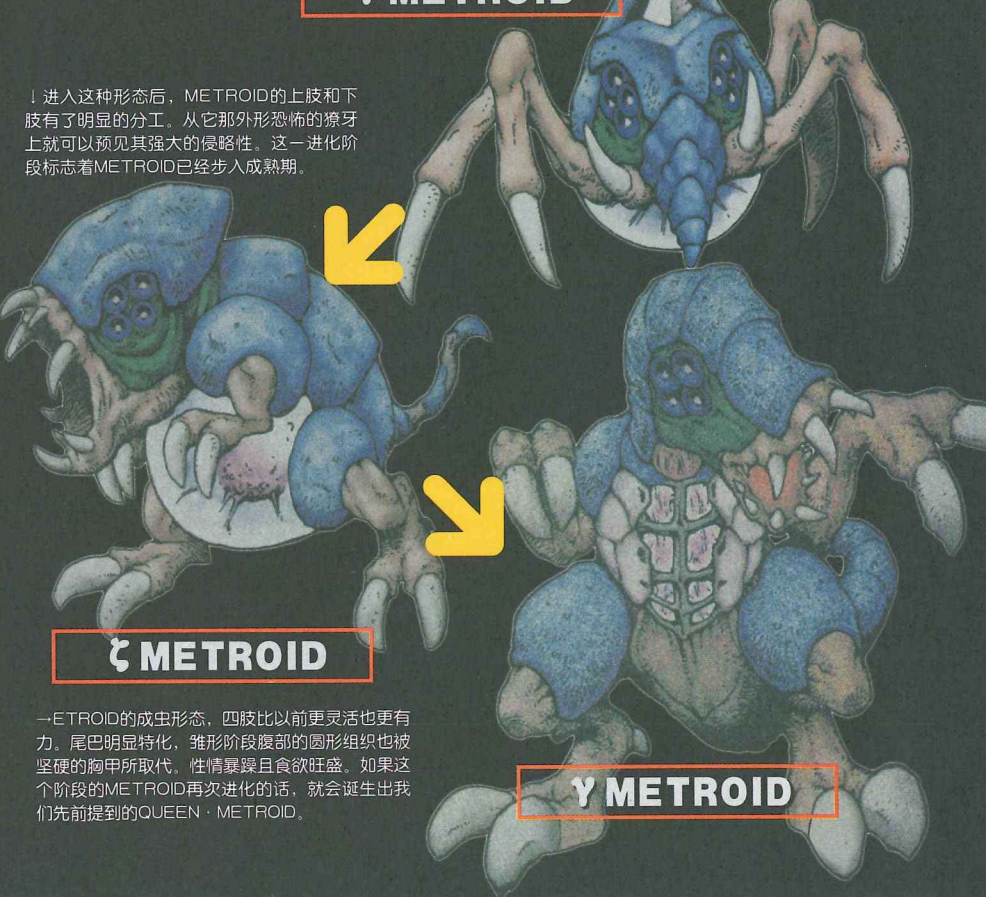 METROID
↓进入这种形态后，METROID的上肢和下
肢有了明显的分工。从它那外形恐怖的獠牙
上就可以预见其强大的侵略性。这一进化阶
段标志着METROID已经步入成熟期。
ζ METROID
→ETROID的成虫形态，四肢比以前更灵活也更有
力。尾巴明显特化，雏形阶段腹部的圆形组织也被
坚硬的胸甲所取代。性情暴躁且食欲旺盛。如果这
个阶段的METROID再次进化的话，就会诞生出我
们先前提到的QUEEN · METROID。
γ METROID